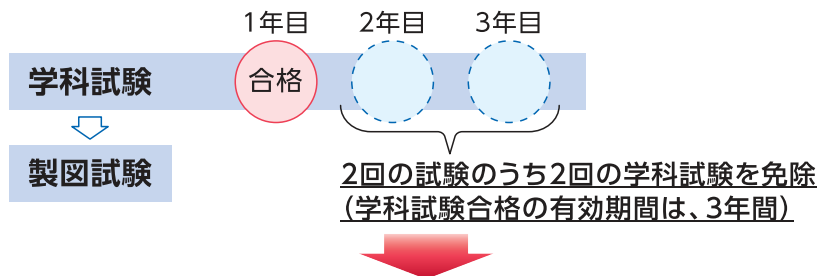 1年目 2年目 3年目
学科試験 合格
製図試験
2回の試験のうち2回の学科試験を免除
（学科試験合格の有効期間は、3年間）